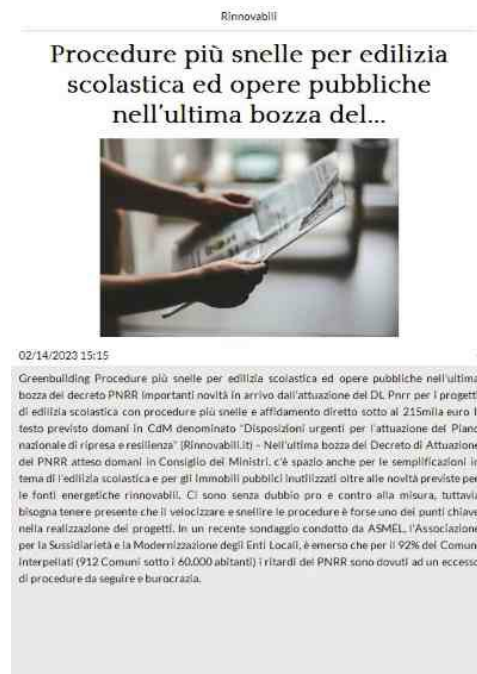 Rinnovabili
Procedure più snelle per edilizia
scolastica ed opere pubbliche
nell'ultima bozza del...
02/14/2023 15:15
Greenbuilding Procedure più snelle per edilizia scolastica ed opere pubbliche nell'ultima
bozza del decreto PNRR Importanti novità in arrivo dall'attuazione del DL Pnrr per i progetti
di edilizia scolastica con procedure più snelle e affidamento diretto sotto ai 215mila euro I
testo previsto domani in CdM denominato "Disposizioni urgenti per l'attuazione del Piano
nazionale di ripresa e resilienza" (Rinnovabili.it) – Nell'ultima bozza del Decreto di Attuazione
del PNRR atteso domani in Consiglio dei Ministri, c'è spazio anche per le semplificazioni in
tema di l'edilizia scolastica e per gli Immobili pubblici inutilizzati oltre alle novità previste per
le fonti energetiche rinnovabili. Ci sono senza dubbio pro e contro alla misura, tuttavia
bisogna tenere presente che il velocizzare e snellire le procedure è forse uno dei punti chiave
nella realizzazione dei progetti. In un recente sondaggio condotto da ASMEL, l'Associazione
per la Sussidiarietà e la Modernizzazione degli Enti Locali, è emerso che per il 92% dei Comun
interpellati (912 Comuni sotto i 60.000 abitanti) i ritardi del PNRR sono dovuti ad un eccesso
di procedure da seguire e burocrazia.